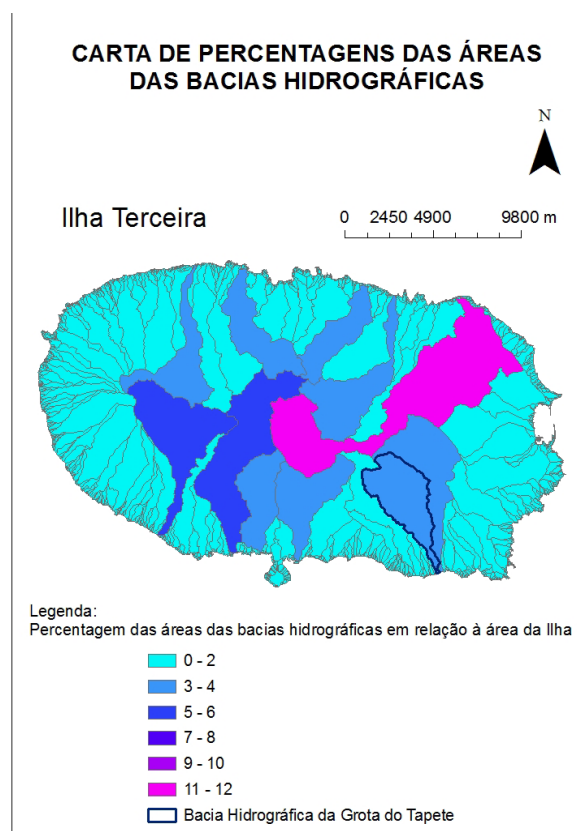 CARTA DE PERCENTAGENS DAS ÁREAS
DAS BACIAS HIDROGRÁFICAS
N
Ilha Terceira
0 2450 4900 9800 m
Legenda:
Percentagem das áreas das bacias hidrográficas em relação à área da Ilha
0 - 2
3 - 4
5 - 6
7 - 8
9 - 10
11 - 12
Bacia Hidrográfica da Grota do Tapete